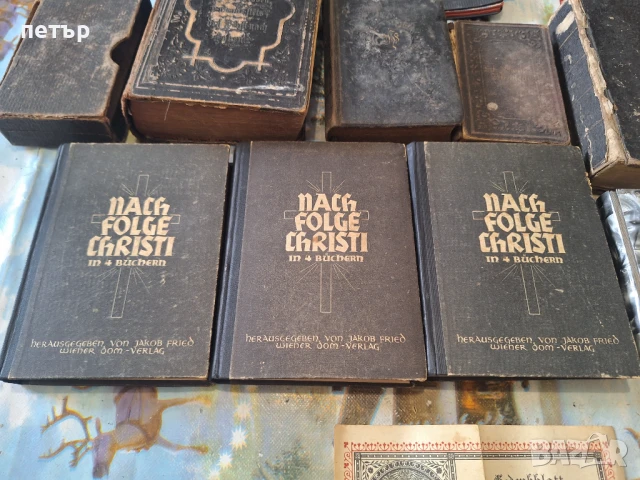 петър
NACH
FOLGE
CHRISTI
IN 4 BÜCHERN
HERAUSGEGEBEN VON JAKOB FRIED
WIENER DOM-VERLAG
NACH
FOLGE
CHRISTI
IN 4 BÜCHERN
HERAUSGEGEBEN VON JAKOB FRIED
WIENER DOM-VERLAG
NACH
FOLGE
CHRISTI
IN 4 BÜCHERN
HERAUSGEGEBEN VON JAKOB FRIED
WIENER DOM-VERLAG
Gedenkblatt
BAZAR